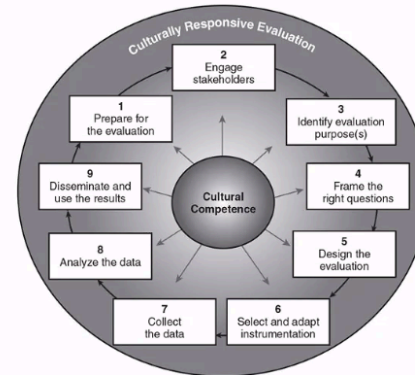 Culturally Responsive Evaluation
1
Prepare for
the evaluation
2
Engage
stakeholders
3
Identify evaluation
purpose(s)
4
Frame the
right questions
5
Design the
evaluation
6
Select and adapt
instrumentation
7
Collect
the data
8
Analyze the data
9
Disseminate and
use the results
Cultural
Competence